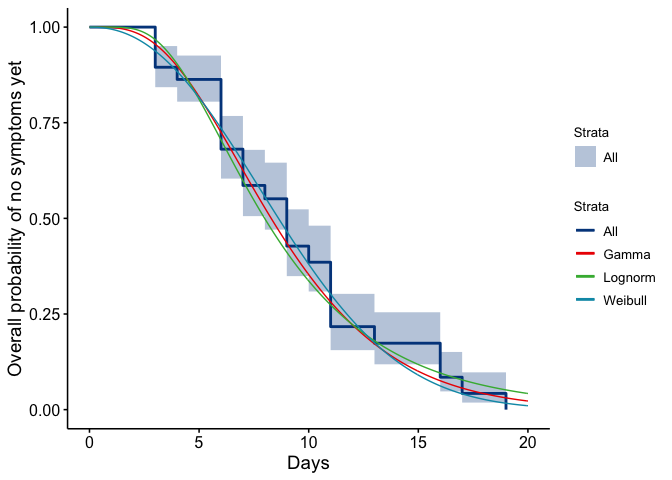 Overall probability of no symptoms yet
1.00
0.75
0.50
0.25
0.00
0 5 10 15 20
Days
Strata
All
Strata
All
Gamma
Lognorm
Weibull